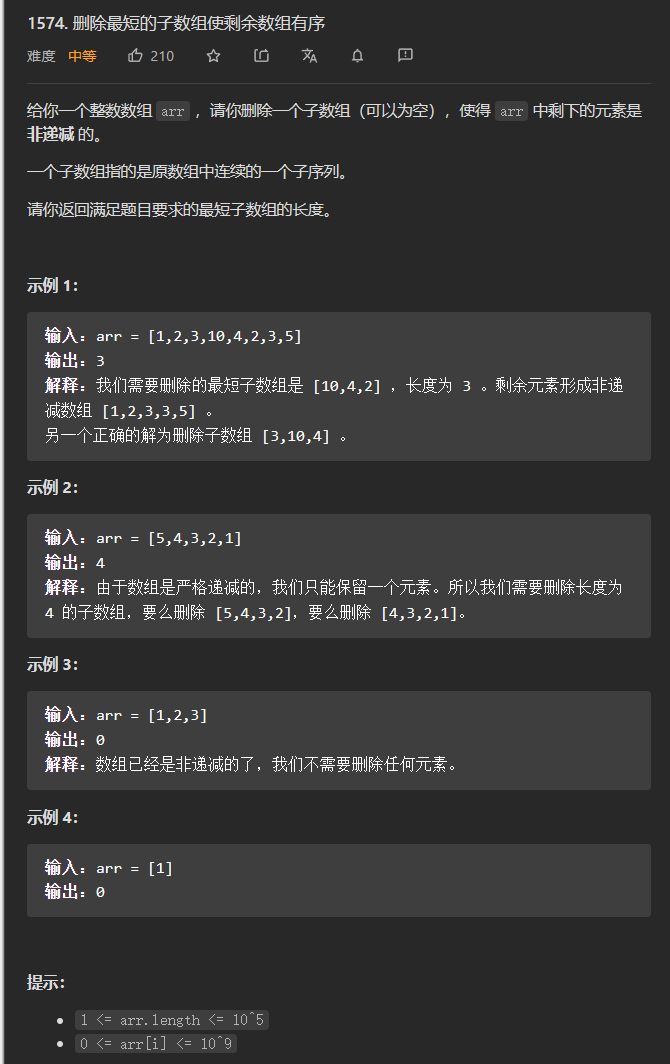 1574. 删除最短的子数组使剩余数组有序
难度 中等 210
给你一个整数数组 arr ，请你删除一个子数组（可以为空），使得 arr 中剩下的元素是
非递减 的。
一个子数组指的是原数组中连续的一个子序列。
请你返回满足题目要求的最短子数组的长度。
示例 1：
输入：arr = [1,2,3,10,4,2,3,5]
输出：3
解释：我们需要删除的最短子数组是 [10,4,2] ，长度为 3 。剩余元素形成非递
减数组 [1,2,3,3,5] 。
另一个正确的解为删除子数组 [3,10,4] 。
示例 2：
输入：arr = [5,4,3,2,1]
输出：4
解释：由于数组是严格递减的，我们只能保留一个元素。所以我们需要删除长度为
4 的子数组，要么删除 [5,4,3,2]，要么删除 [4,3,2,1]。
示例 3：
输入：arr = [1,2,3]
输出：0
解释：数组已经是非递减的了，我们不需要删除任何元素。
示例 4：
输入：arr = [1]
输出：0
提示：
1 <= arr.length <= 10^5
0 <= arr[i] <= 10^9